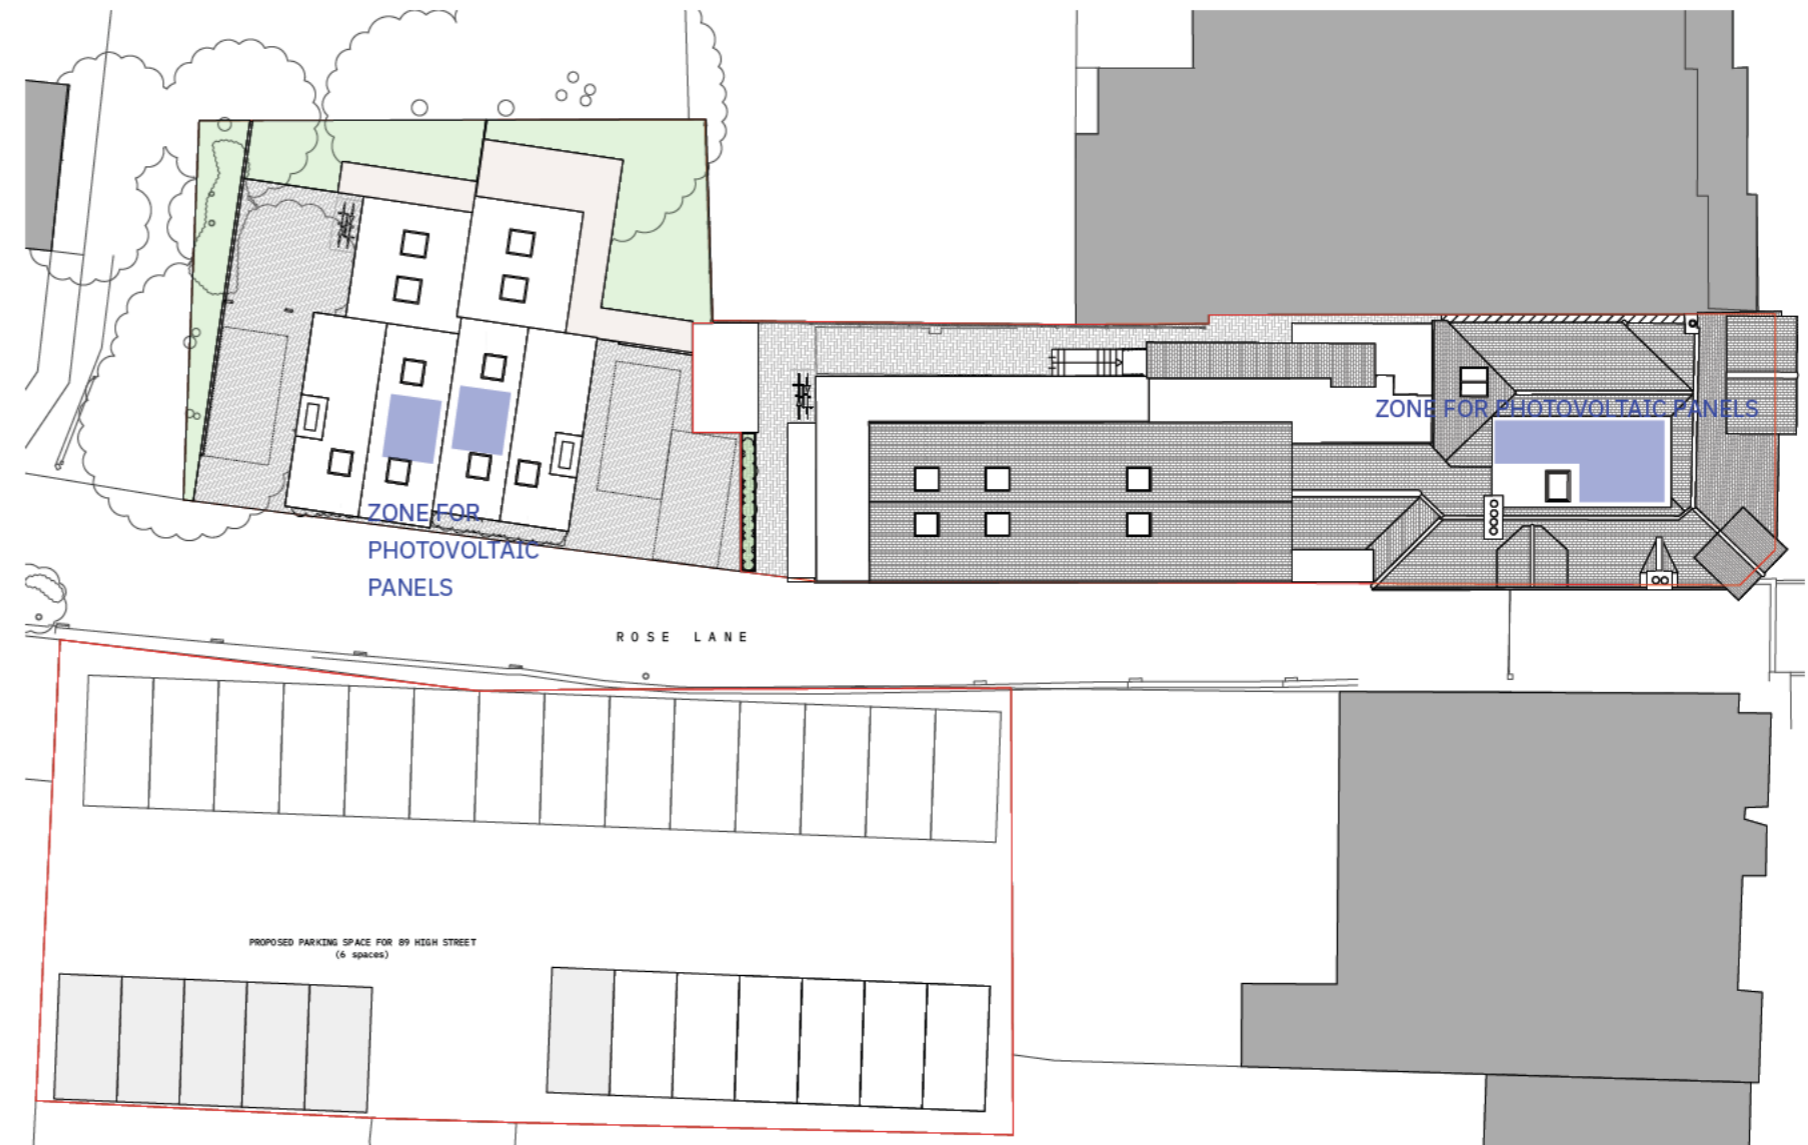 ZONE FOR PHOTOVOLTAIC PANELS
ZONE FOR
PHOTOVOLTAIC
PANELS
ROSE LANE
PROPOSED PARKING SPACE FOR 89 HIGH STREET
(6 spaces)